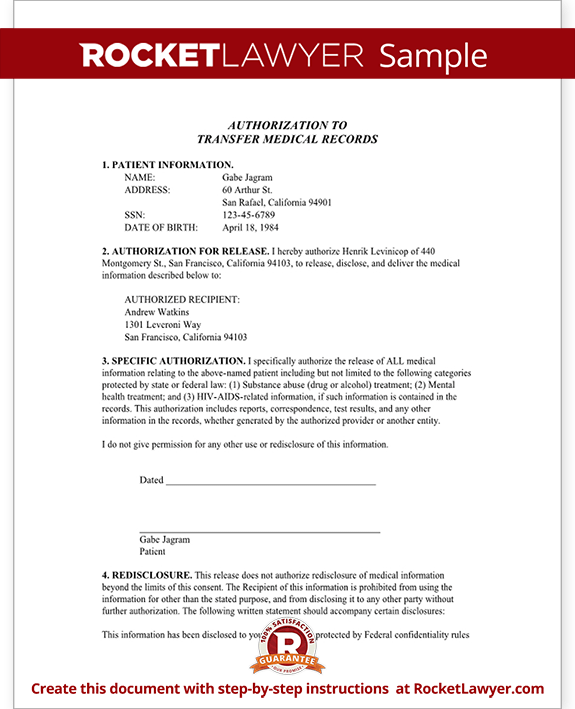 ROCKETLAWYER Sample
AUTHORIZATION TO
TRANSFER MEDICAL RECORDS
1. PATIENT INFORMATION.
NAME: Gabe Jagram
ADDRESS: 60 Arthur St.
San Rafael, California 94901
SSN: 123-45-6789
DATE OF BIRTH: April 18, 1984
2. AUTHORIZATION FOR RELEASE. I hereby authorize Henrik Levinicop of 440
Montgomery St., San Francisco, California 94103, to release, disclose, and deliver the medical
information described below to:
AUTHORIZED RECIPIENT:
Andrew Watkins
1301 Leveroni Way
San Francisco, California 94103
3. SPECIFIC AUTHORIZATION. I specifically authorize the release of ALL medical
information relating to the above-named patient including but not limited to the following categories
protected by state or federal law: (1) Substance abuse (drug or alcohol) treatment; (2) Mental
health treatment; and (3) HIV-AIDS-related information, if such information is contained in the
records. This authorization includes reports, correspondence, test results, and any other
information in the records, whether generated by the authorized provider or another entity.
I do not give permission for any other use or redisclosure of this information.
Dated
Gabe Jagram
Patient
4. REDISCLOSURE. This release does not authorize redisclosure of medical information
beyond the limits of this consent. The Recipient of this information is prohibited from using the
information for other than the stated purpose, and from disclosing it to any other party without
further authorization. The following written statement should accompany certain disclosures:
This information has been disclosed to protected by Federal confidentiality rules
100% SATISFACTION
R
GUARANTEE
OUR PROMISE
Create this document with step-by-step instructions at RocketLawyer.com